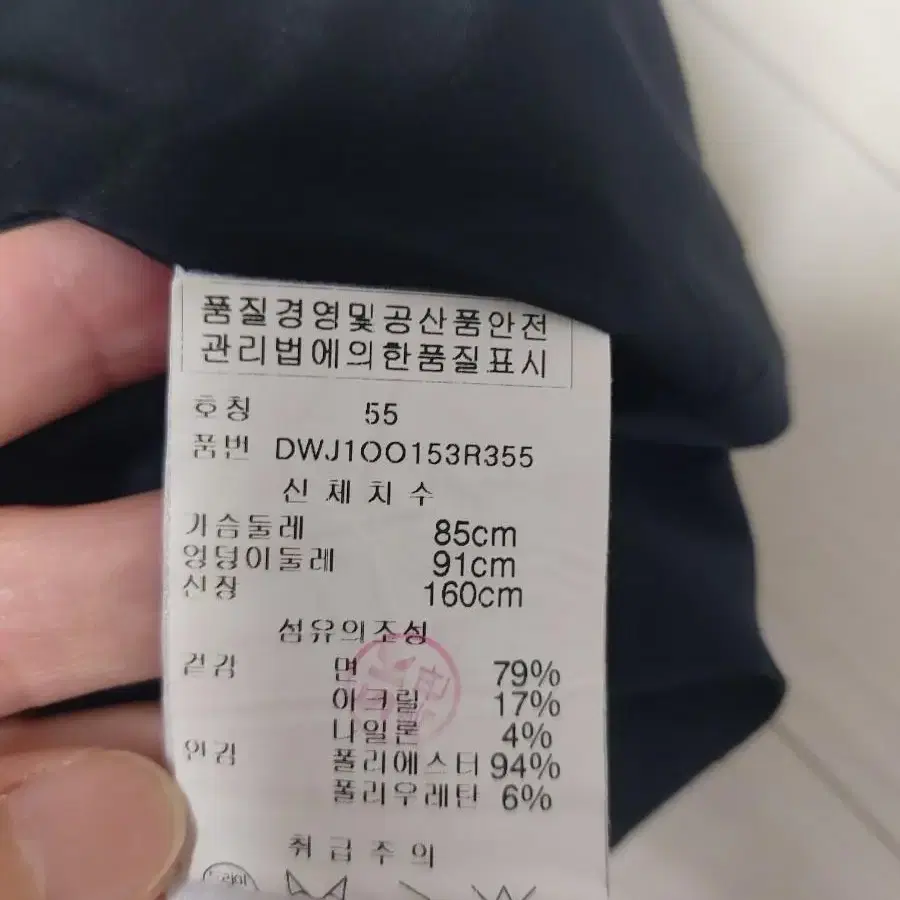 품질경영및공산품안전
관리법에의한품질표시
호칭 55
품번 DWJ1OO153R355
신체치수
가슴둘레 85cm
엉덩이둘레 91cm
신장 160cm
섬유의조성
겉감 면 79%
아크릴 17%
나일론 4%
안감 폴리에스터 94%
폴리우레탄 6%
취급주의
드라이